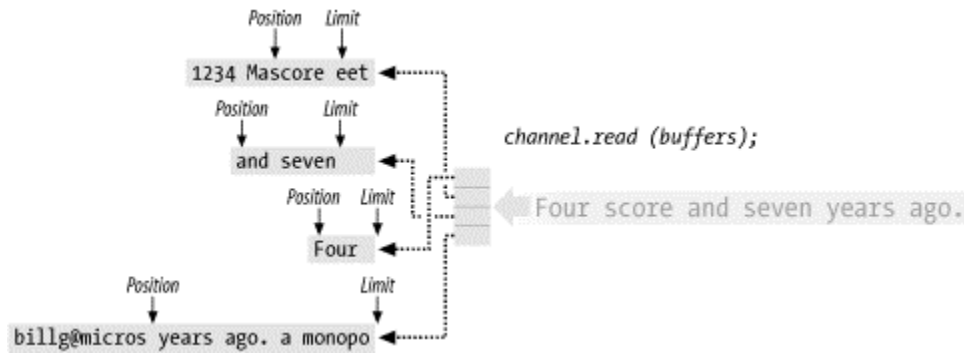 Position Limit
1234 Mascore eet
Position Limit
channel.read (buffers);
and seven
Position Limit
Four score and seven years ago.
Four
Position Limit
billg@micros years ago. a monopo